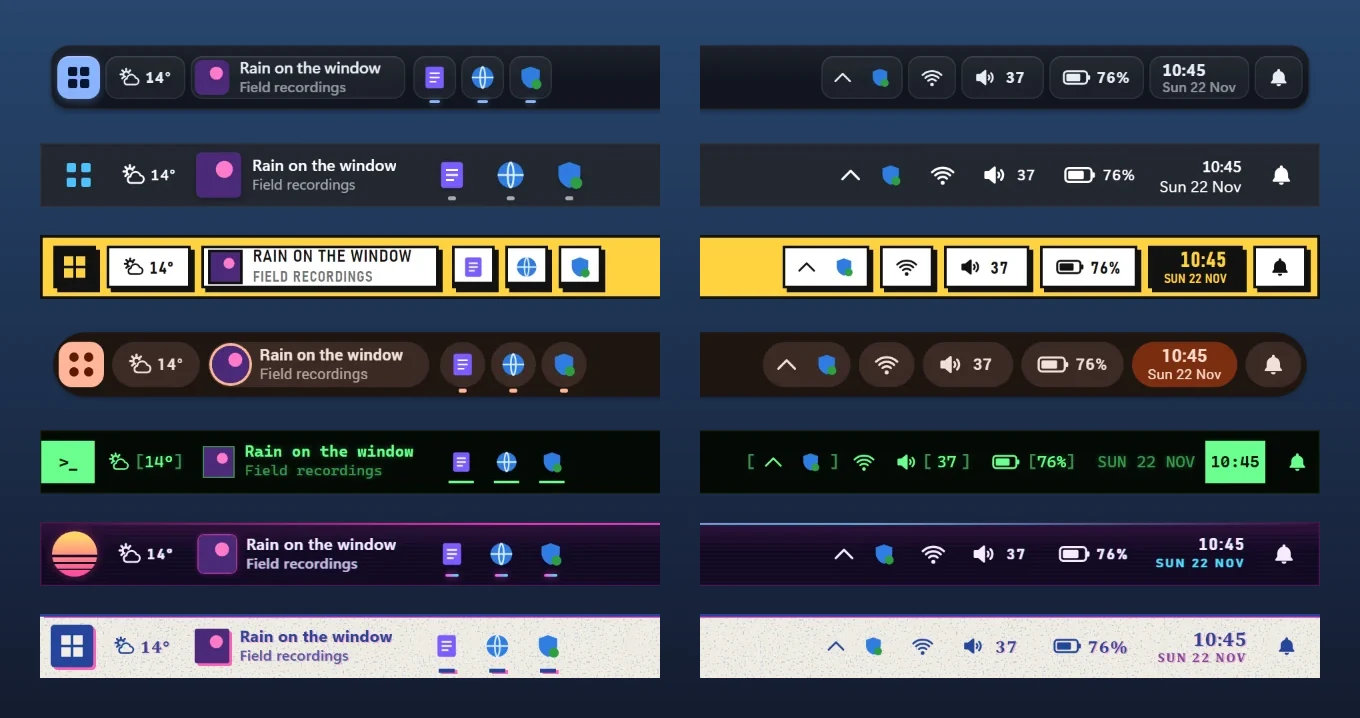 14° Rain on the window 37 76% 10:45
Field recordings Sun 22 Nov
14° Rain on the window 37 76% 10:45
Field recordings Sun 22 Nov
14° RAIN ON THE WINDOW 37 76% 10:45
FIELD RECORDINGS SUN 22 NOV
14° Rain on the window 37 76% 10:45
Field recordings Sun 22 Nov
>_ [14°] Rain on the window [ ] [ 37 ] [76%] SUN 22 NOV 10:45
Field recordings
14° Rain on the window 37 76% 10:45
Field recordings SUN 22 NOV
14° Rain on the window 37 76% 10:45
Field recordings SUN 22 NOV